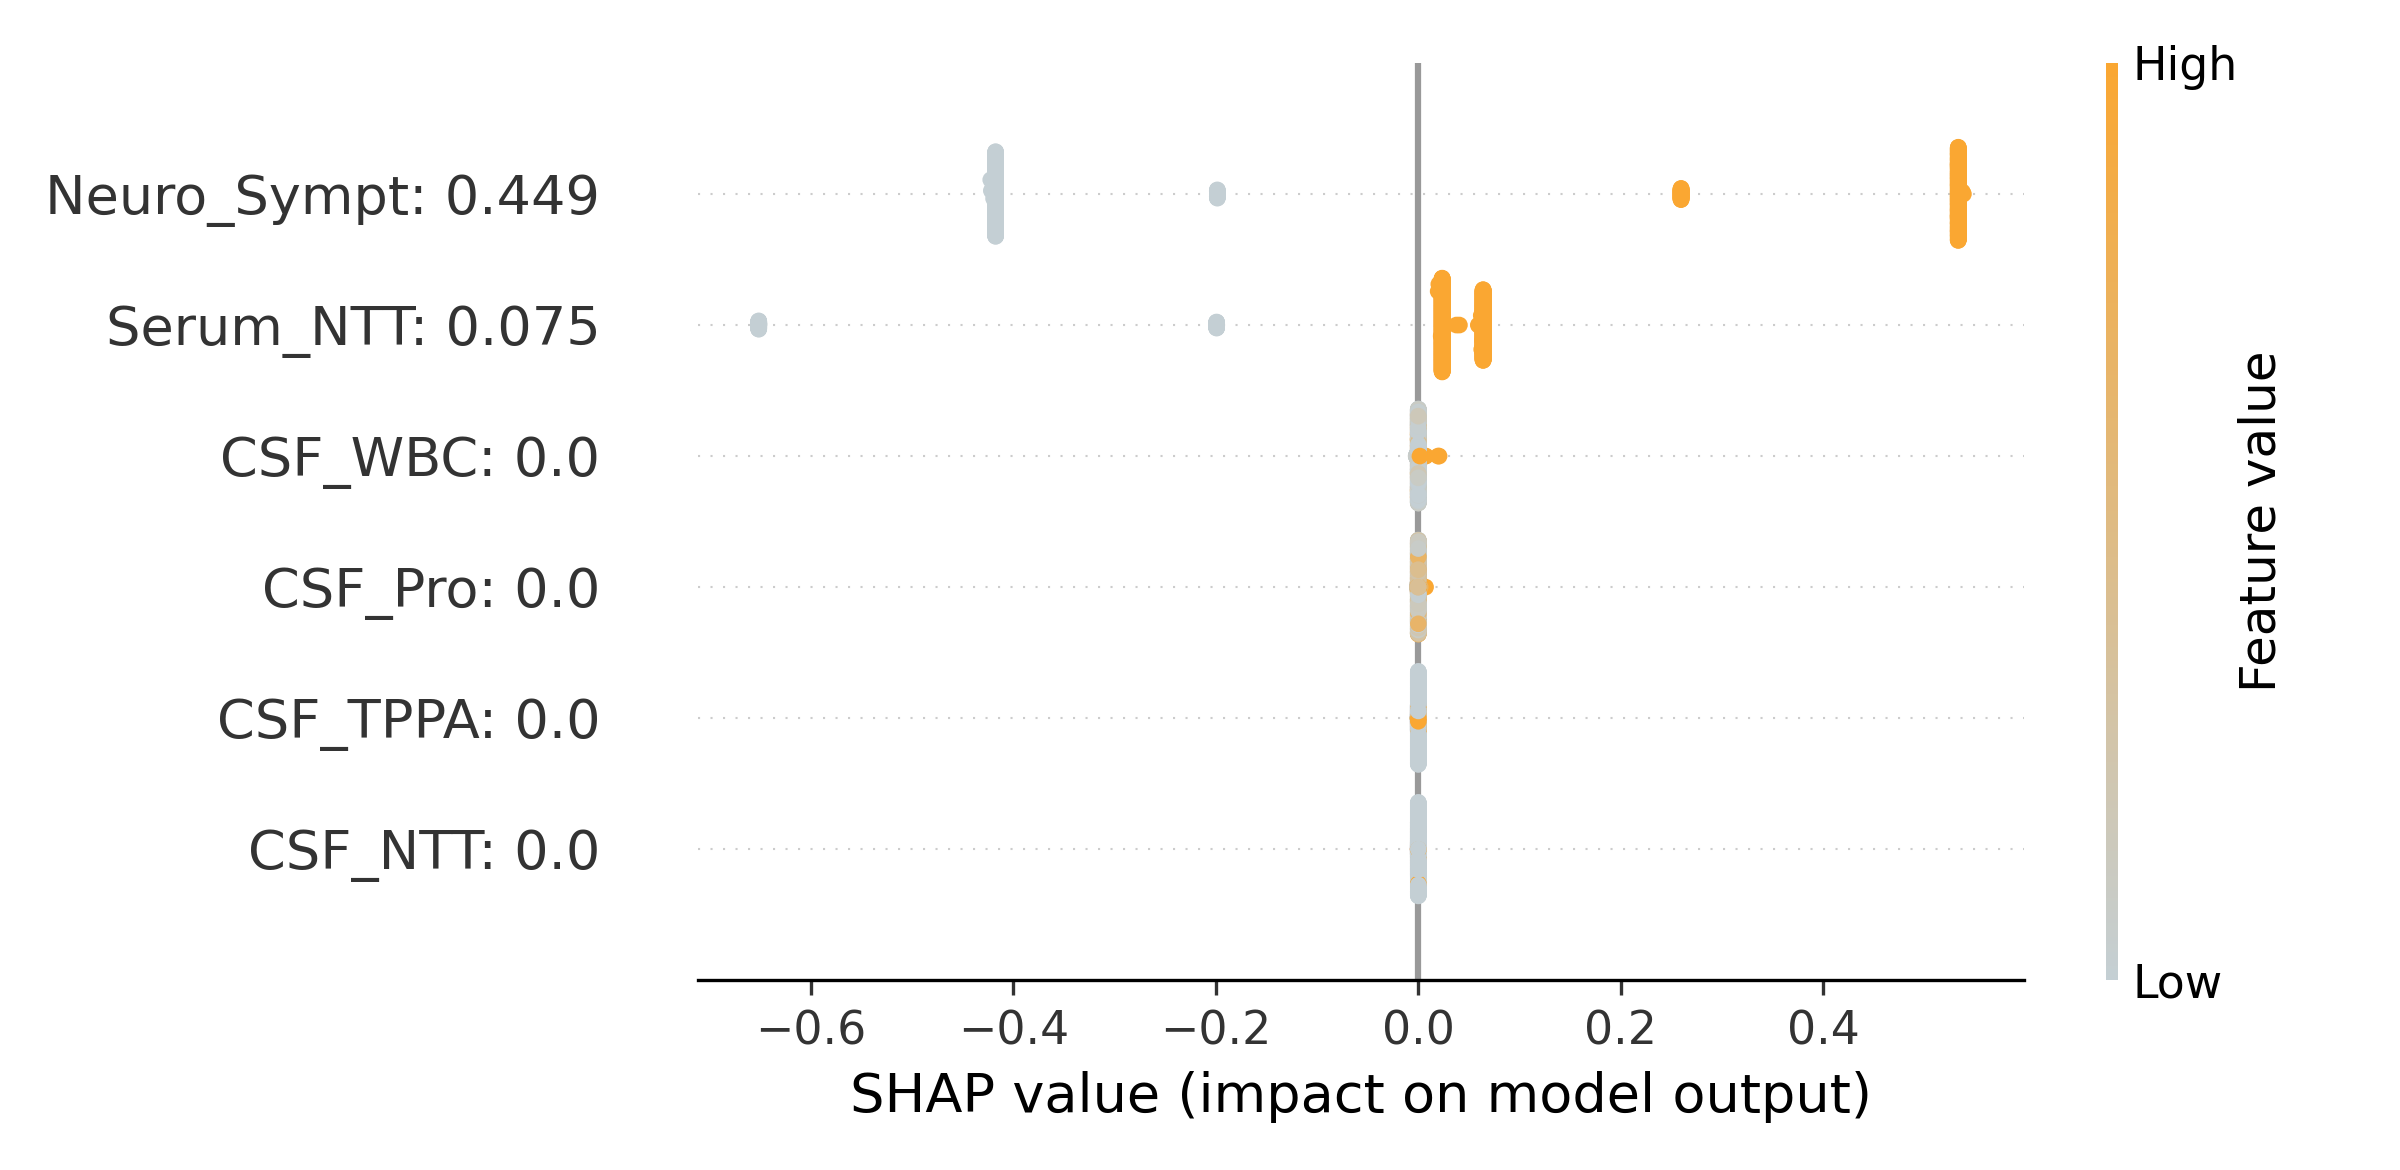 High
Neuro_Sympt: 0.449
Serum_NTT: 0.075
CSF_WBC: 0.0
CSF_Pro: 0.0
CSF_TPPA: 0.0
CSF_NTT: 0.0
Feature value
Low
−0.6 −0.4 −0.2 0.0 0.2 0.4
SHAP value (impact on model output)